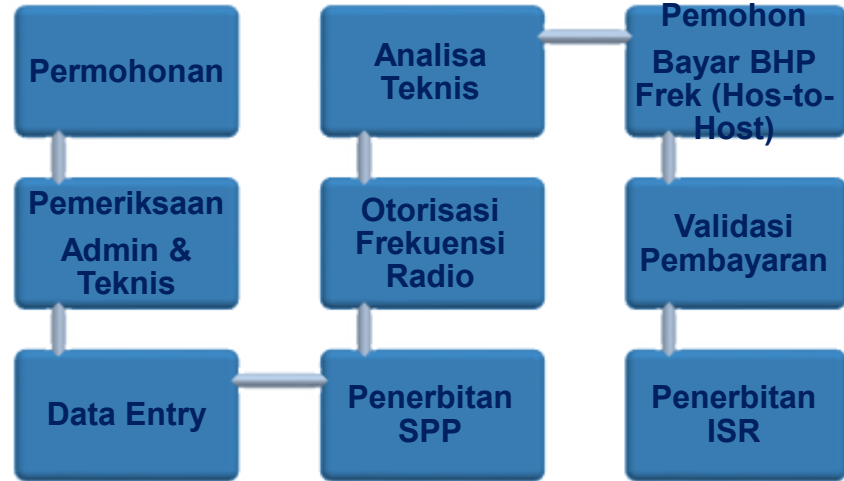 Permohonan
Pemeriksaan
Admin &
Teknis
Data Entry
Penerbitan
SPP
Otorisasi
Frekuensi
Radio
Analisa
Teknis
Pemohon
Bayar BHP
Frek (Hos-to-
Host)
Validasi
Pembayaran
Penerbitan
ISR